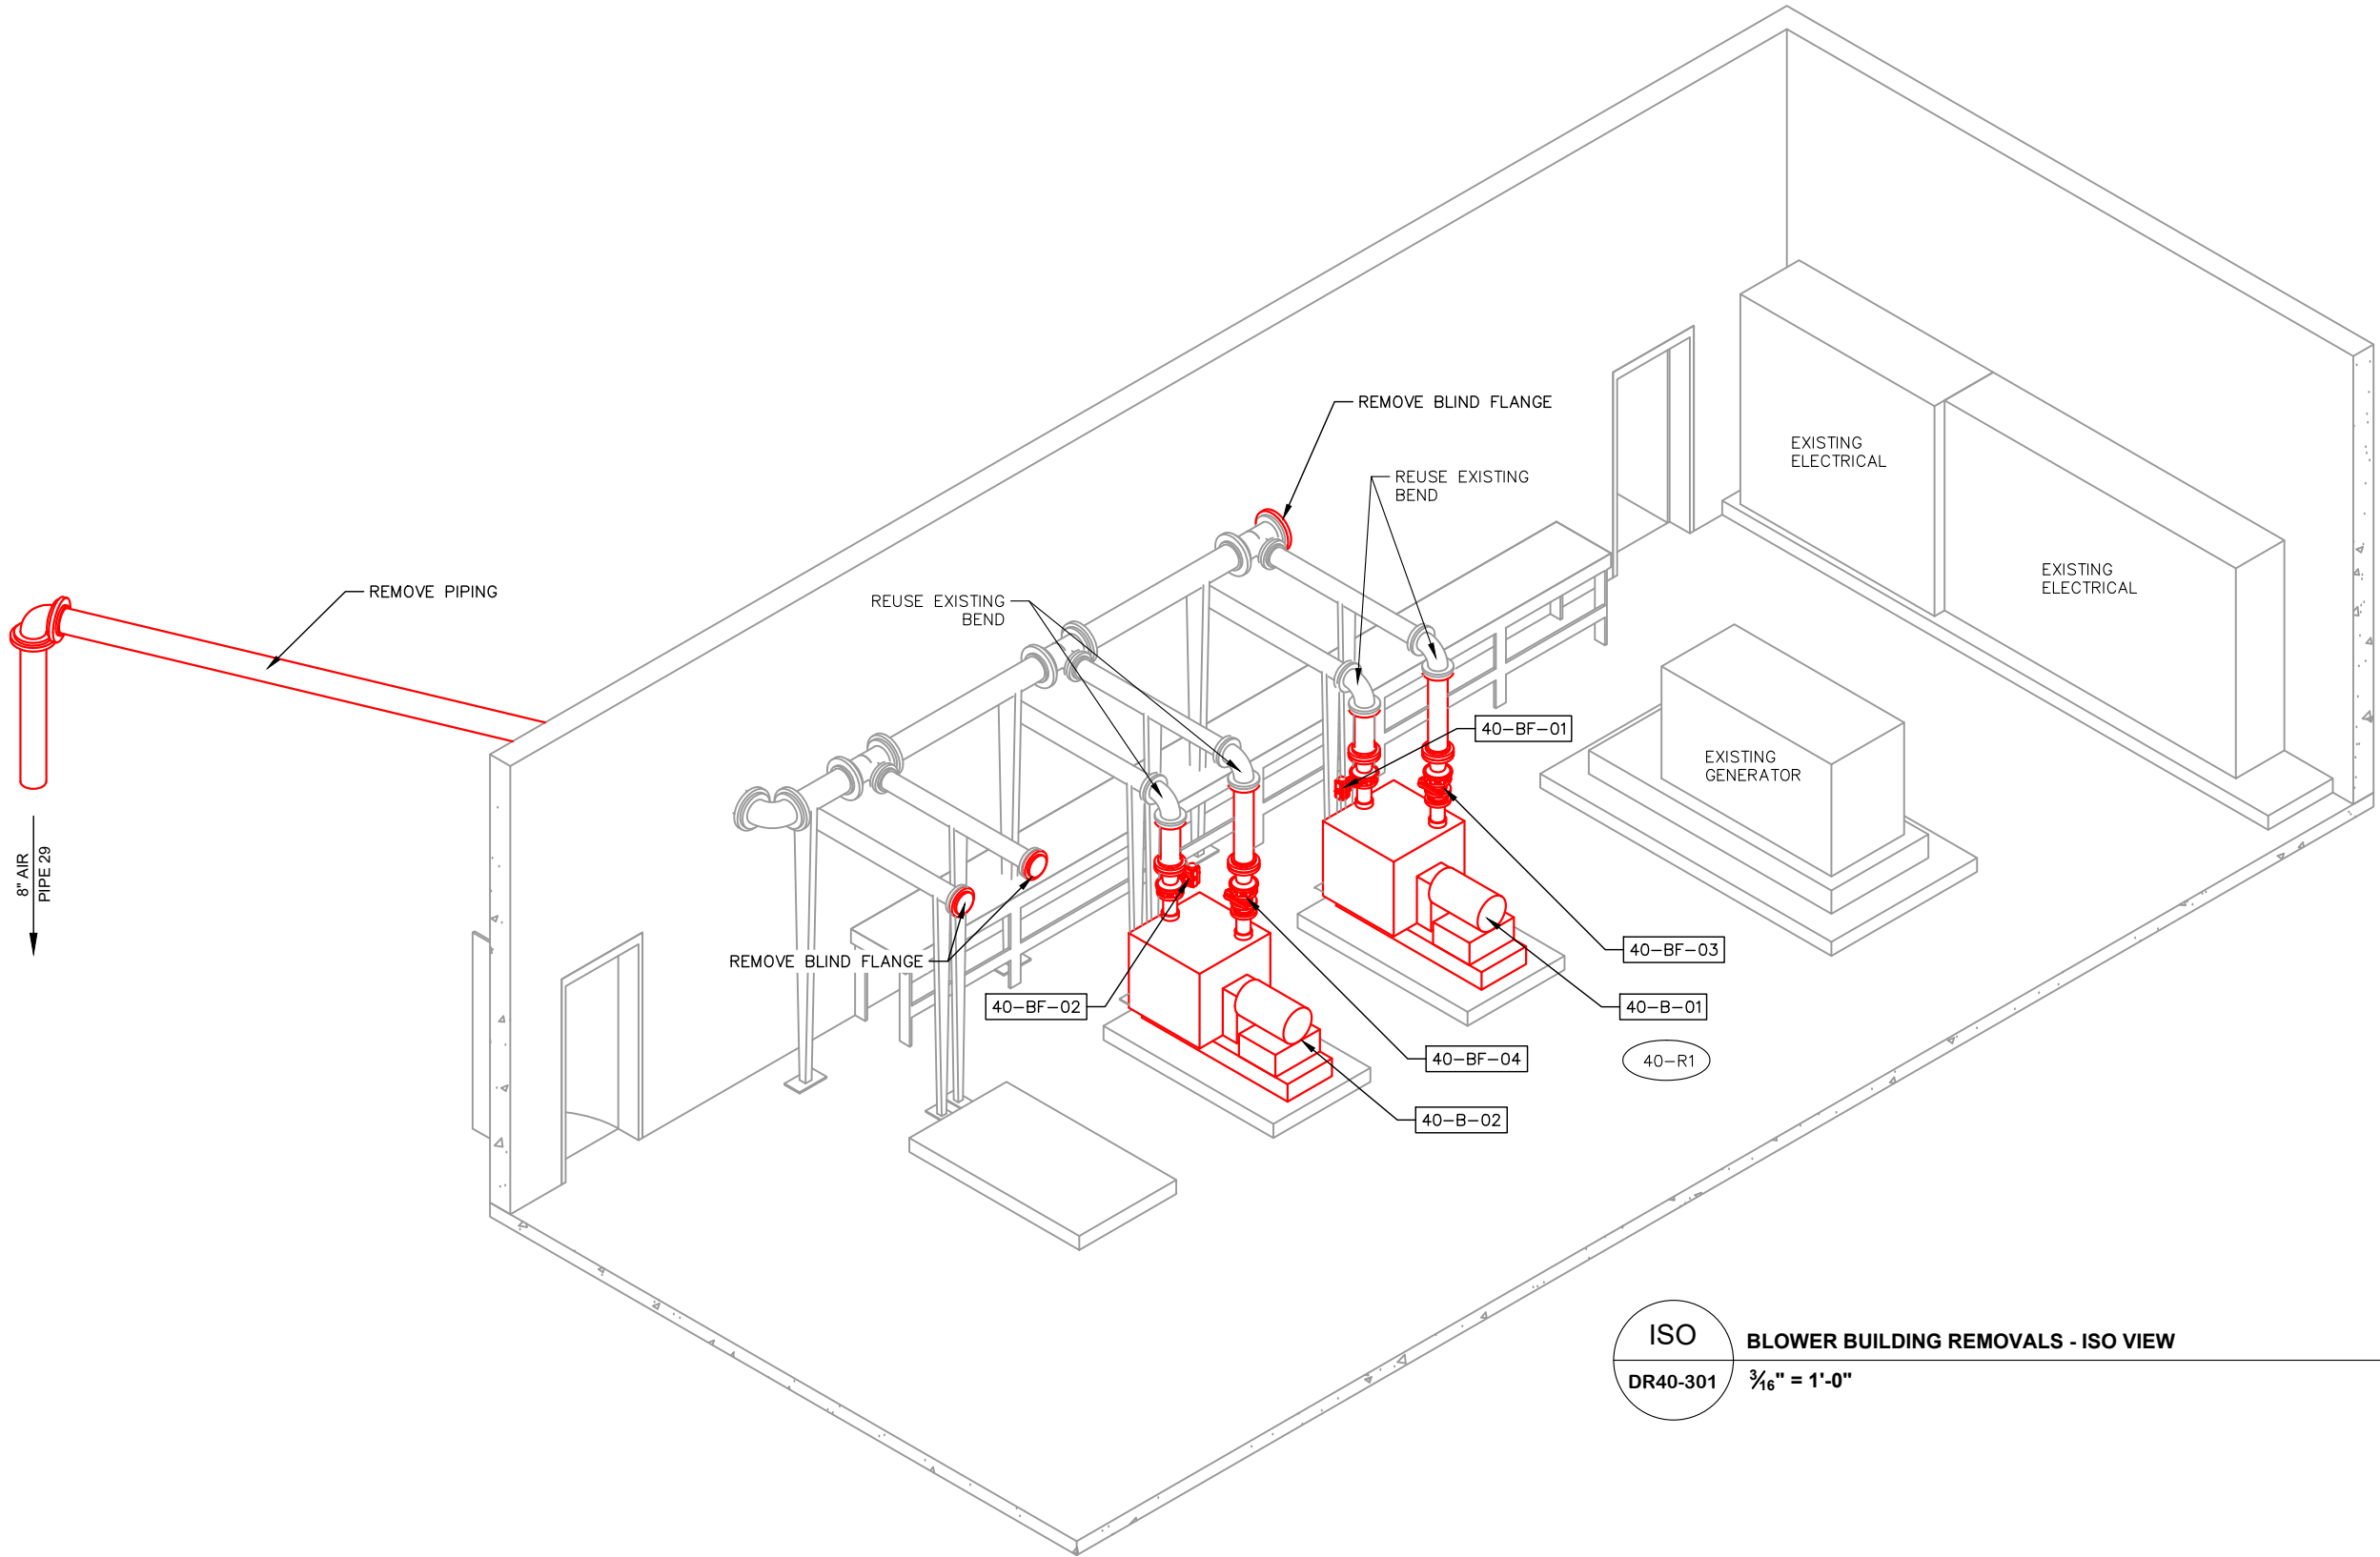 REMOVE BLIND FLANGE
EXISTING
ELECTRICAL
REUSE EXISTING
BEND
EXISTING
ELECTRICAL
REMOVE PIPING
REUSE EXISTING
BEND
40-BF-01
EXISTING
GENERATOR
8" AIR
PIPE 29
REMOVE BLIND FLANGE
40-BF-03
40-BF-02
40-B-01
40-BF-04
40-R1
40-B-02
ISO
BLOWER BUILDING REMOVALS - ISO VIEW
DR40-301
3/16" = 1'-0"